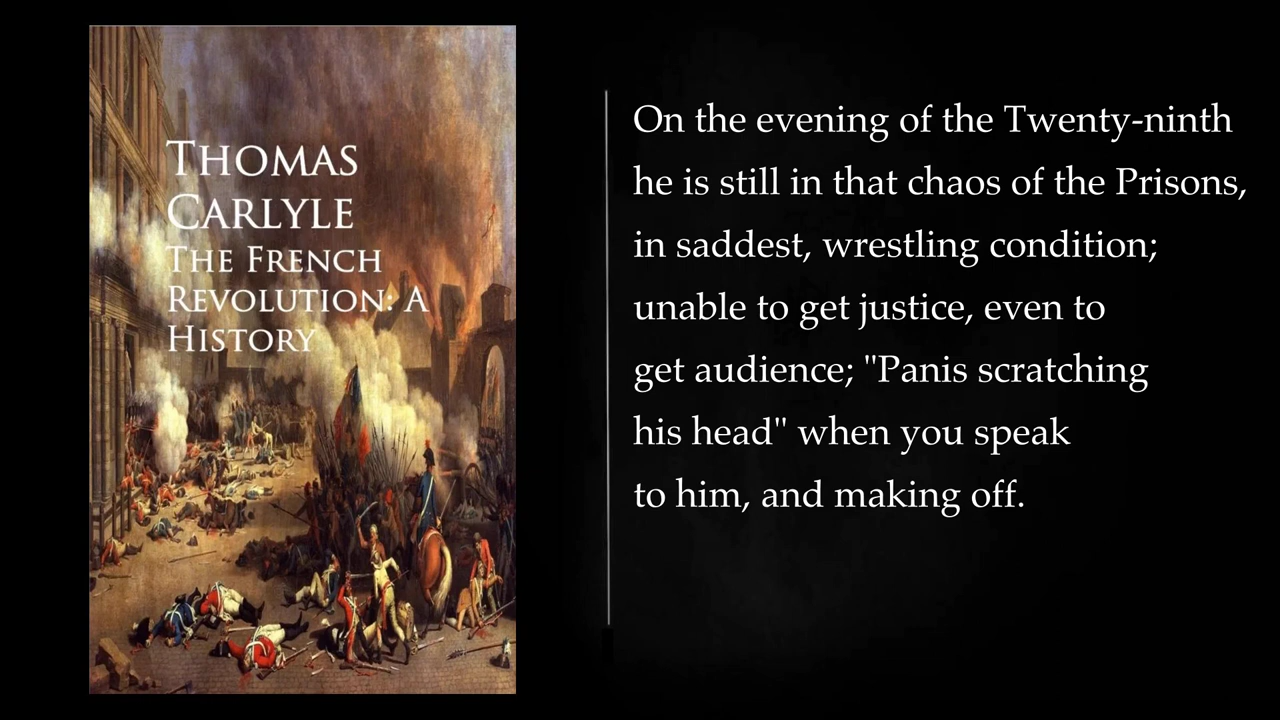 THOMAS
CARLYLE
THE FRENCH
REVOLUTION: A
HISTORY
On the evening of the Twenty-ninth
he is still in that chaos of the Prisons,
in saddest, wrestling condition;
unable to get justice, even to
get audience; "Panis scratching
his head" when you speak
to him, and making off.